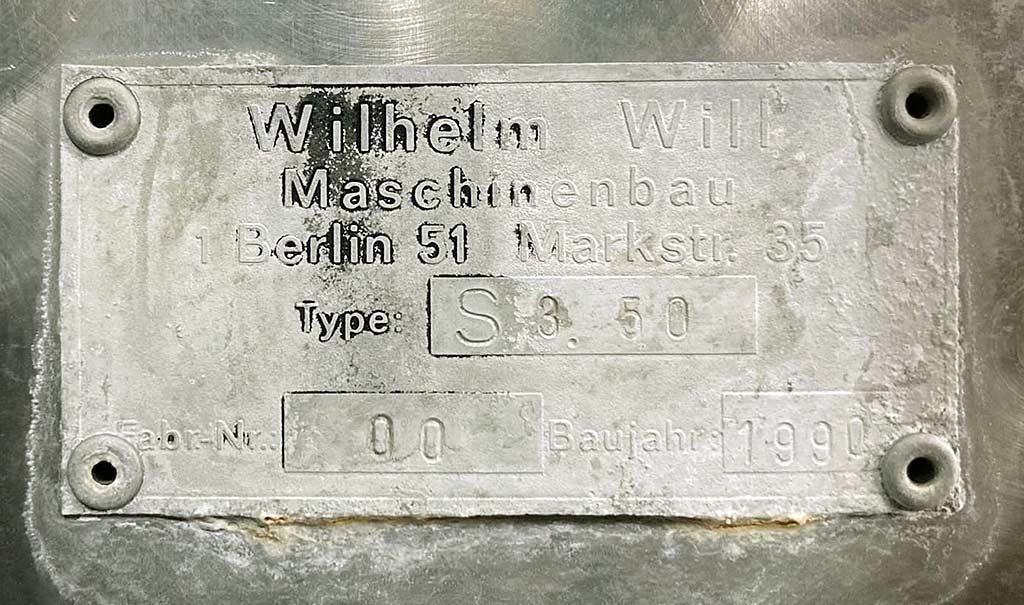 Wilhelm Will
Maschinenbau
1 Berlin 51 Markstr. 35
Type: S 3. 50
Fabr.-Nr.: 00 Baujahr: 1990